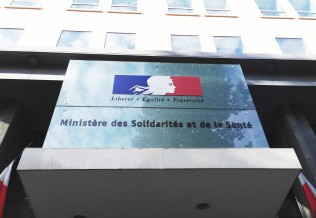 Liberté • Égalité • Fraternité
Ministère des Solidarités et de la Santé